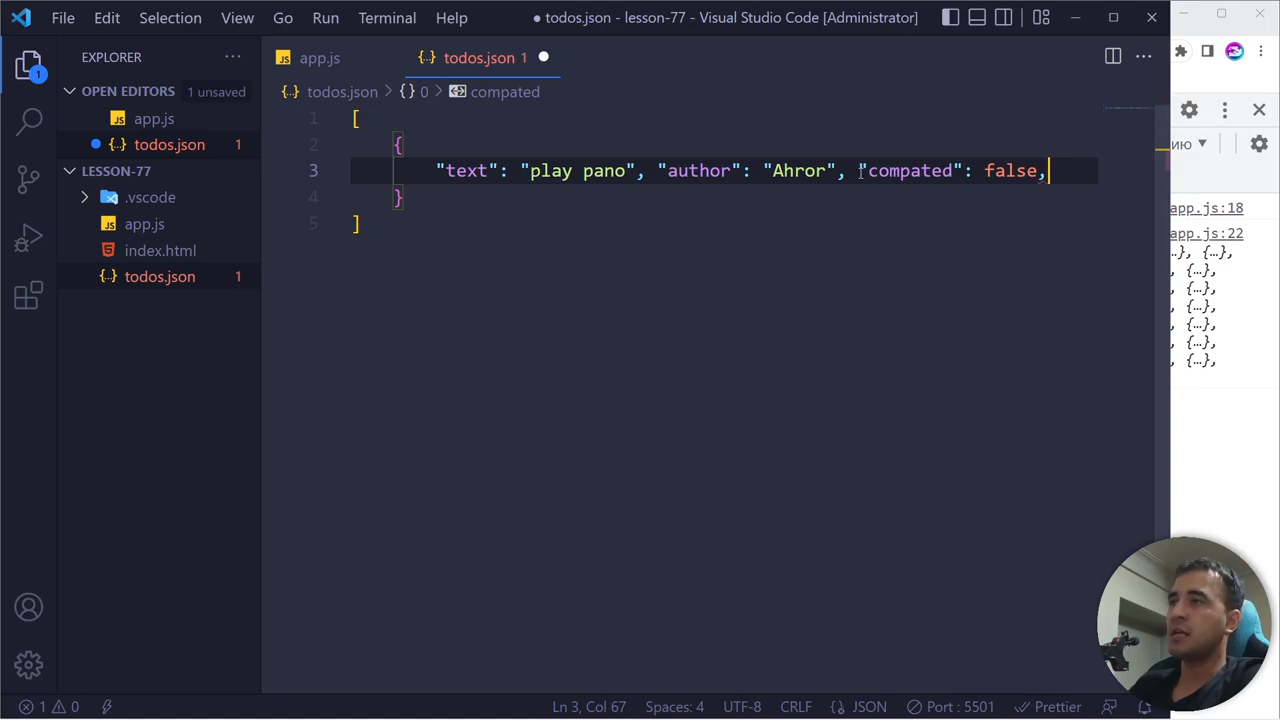 File Edit Selection View Go Run Terminal Help
● todos.json - lesson-77 - Visual Studio Code [Administrator]
EXPLORER
OPEN EDITORS 1 unsaved
app.js
todos.json 1
LESSON-77
.vscode
app.js
index.html
todos.json 1
app.js
todos.json 1
todos.json > {} 0 > compated
1 [
2 {
3 "text": "play pano", "author": "Ahror", "compated": false,
4 }
5 ]
ию
app.js:18
app.js:22
…}, {…},
, {…},
, {…},
, {…},
, {…},
, {…},
, {…},
1
1 0
Ln 3, Col 67 Spaces: 4 UTF-8 CRLF JSON Port : 5501 Prettier